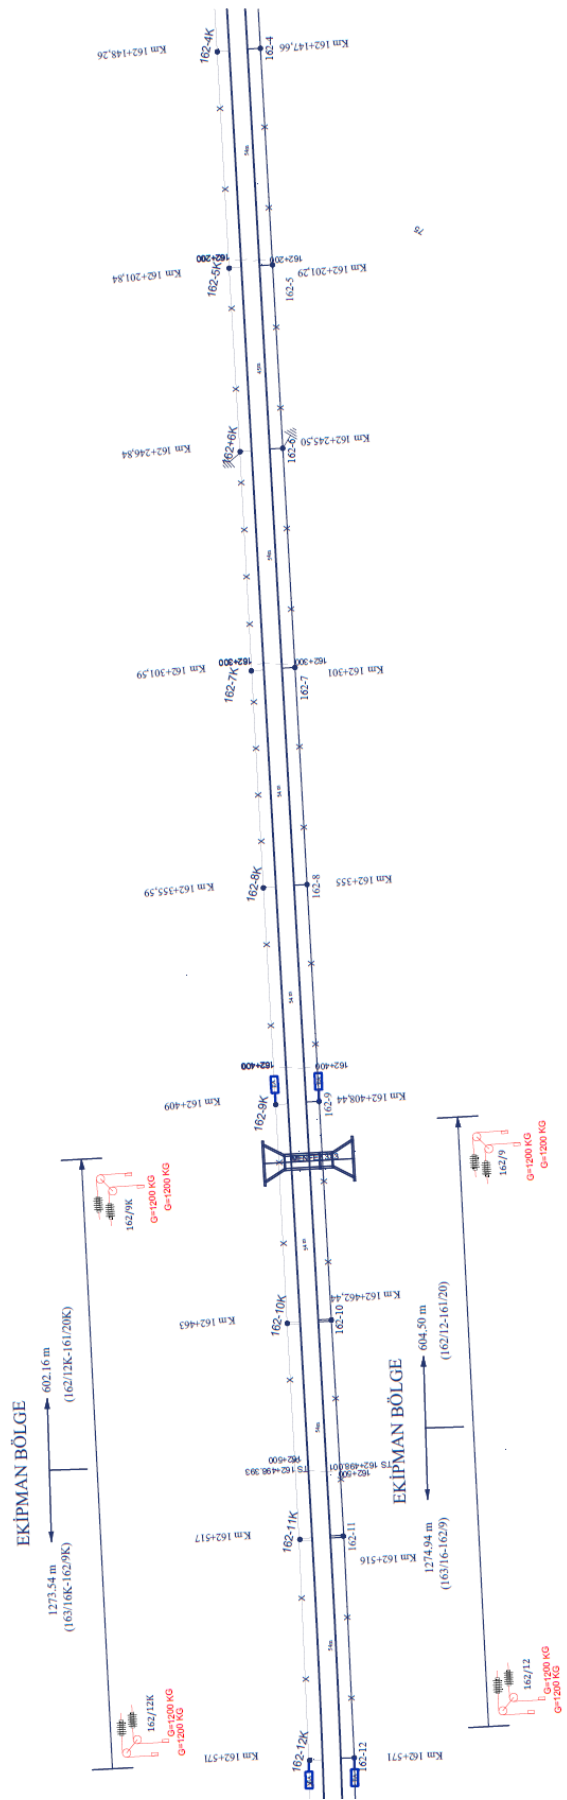 162-4K
Km 162+148,26
162-4
Km 162+147,66
54m
162+200
162+200
162-5K
Km 162+201,84
162-5
Km 162+201,29
45m
162+6K
Km 162+246,84
162-6
Km 162+245,50
54m
162+300
162+300
162-7K
Km 162+301,59
162-7
Km 162+301
54 m
162-8K
Km 162+355,59
162-8
Km 162+355
54 m
162+400
162+400
162-9K
Km 162+409
162-9
Km 162+408,44
162/9K
G=1200 KG
G=1200 KG
162/9
G=1200 KG
G=1200 KG
54 m
162-10K
Km 162+463
162-10
Km 162+462,44
EKİPMAN BÖLGE
602.16 m
(162/12K-161/20K)
1273.54 m
(163/16K-162/9K)
EKİPMAN BÖLGE
604.50 m
(162/12-161/20)
1274.94 m
(163/16-162/9)
54m
162+500
TS 162+498.393
162+500
TS 162+498.001
162-11K
Km 162+517
162-11
Km 162+516
54m
162/12K
G=1200 KG
G=1200 KG
162/12
G=1200 KG
G=1200 KG
162-12K
Km 162+571
162-12
Km 162+571